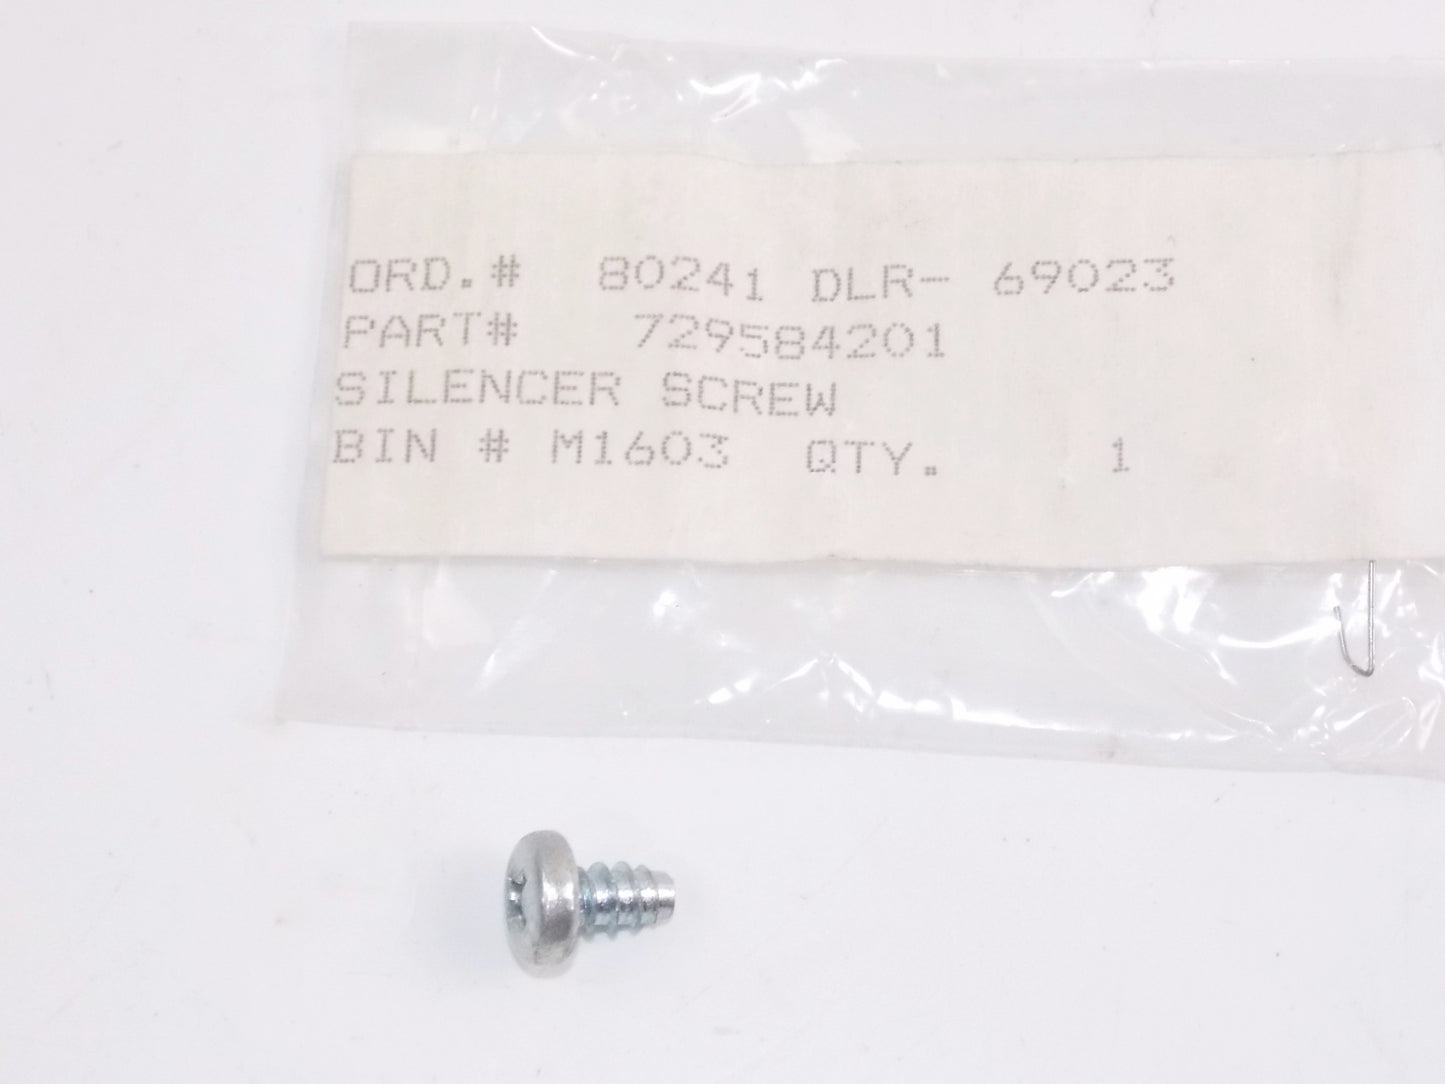 ORD.# 80241 DLR- 69023
PART# 729584201
SILENCER SCREW
BIN # M1603 QTY. 1